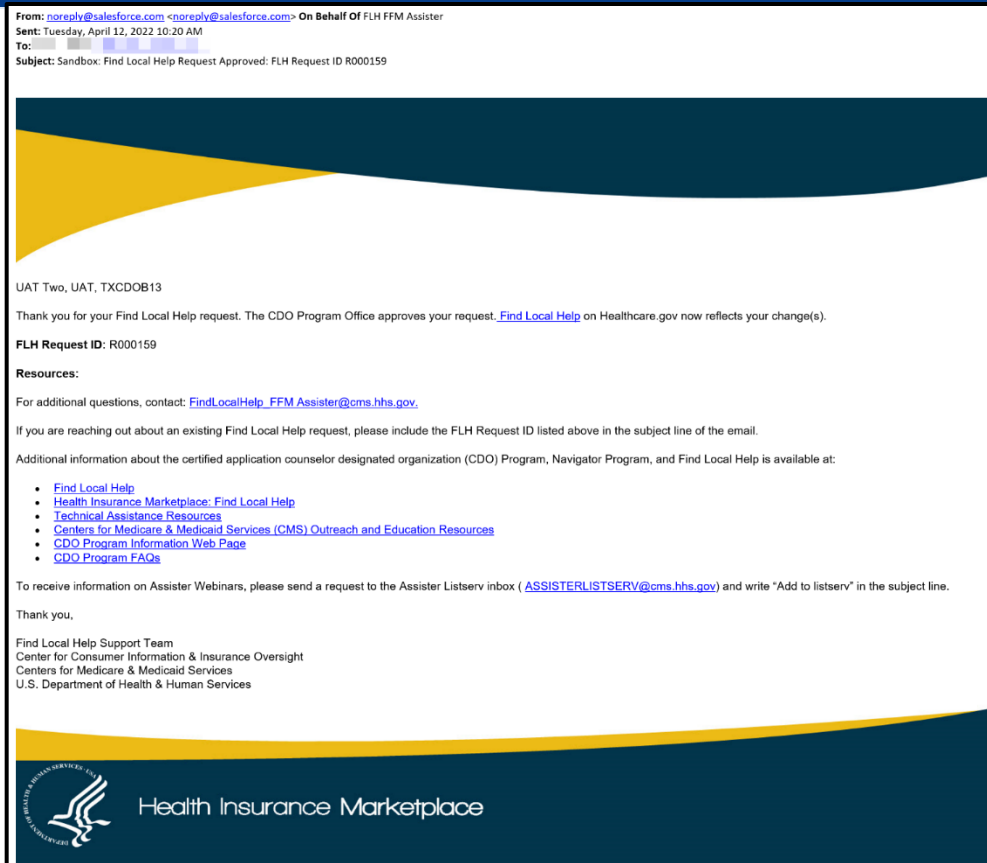 From: noreply@salesforce.com <noreply@salesforce.com> On Behalf Of FLH FFM Assister
Sent: Tuesday, April 12, 2022 10:20 AM
To:
Subject: Sandbox: Find Local Help Request Approved: FLH Request ID R000159
UAT Two, UAT, TXCDOB13
Thank you for your Find Local Help request. The CDO Program Office approves your request. Find Local Help on Healthcare.gov now reflects your change(s).
FLH Request ID: R000159
Resources:
For additional questions, contact: FindLocalHelp_FFM Assister@cms.hhs.gov.
If you are reaching out about an existing Find Local Help request, please include the FLH Request ID listed above in the subject line of the email.
Additional information about the certified application counselor designated organization (CDO) Program, Navigator Program, and Find Local Help is available at:
• Find Local Help
• Health Insurance Marketplace: Find Local Help
• Technical Assistance Resources
• Centers for Medicare & Medicaid Services (CMS) Outreach and Education Resources
• CDO Program Information Web Page
• CDO Program FAQs
To receive information on Assister Webinars, please send a request to the Assister Listserv inbox ( ASSISTERLISTSERV@cms.hhs.gov) and write “Add to listserv” in the subject line.
Thank you,
Find Local Help Support Team
Center for Consumer Information & Insurance Oversight
Centers for Medicare & Medicaid Services
U.S. Department of Health & Human Services
DEPARTMENT OF HEALTH & HUMAN SERVICES · USA
Health Insurance Marketplace